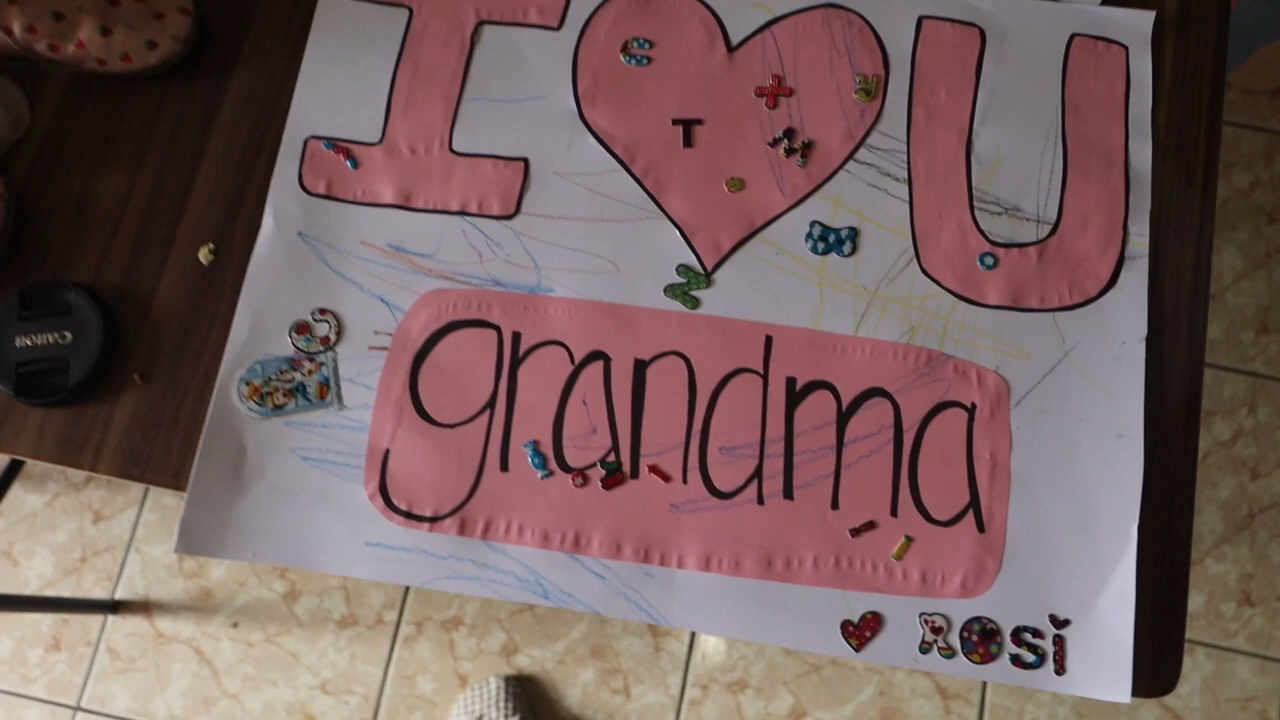 I ♥ U
grandma
♥ ROSi
Canon